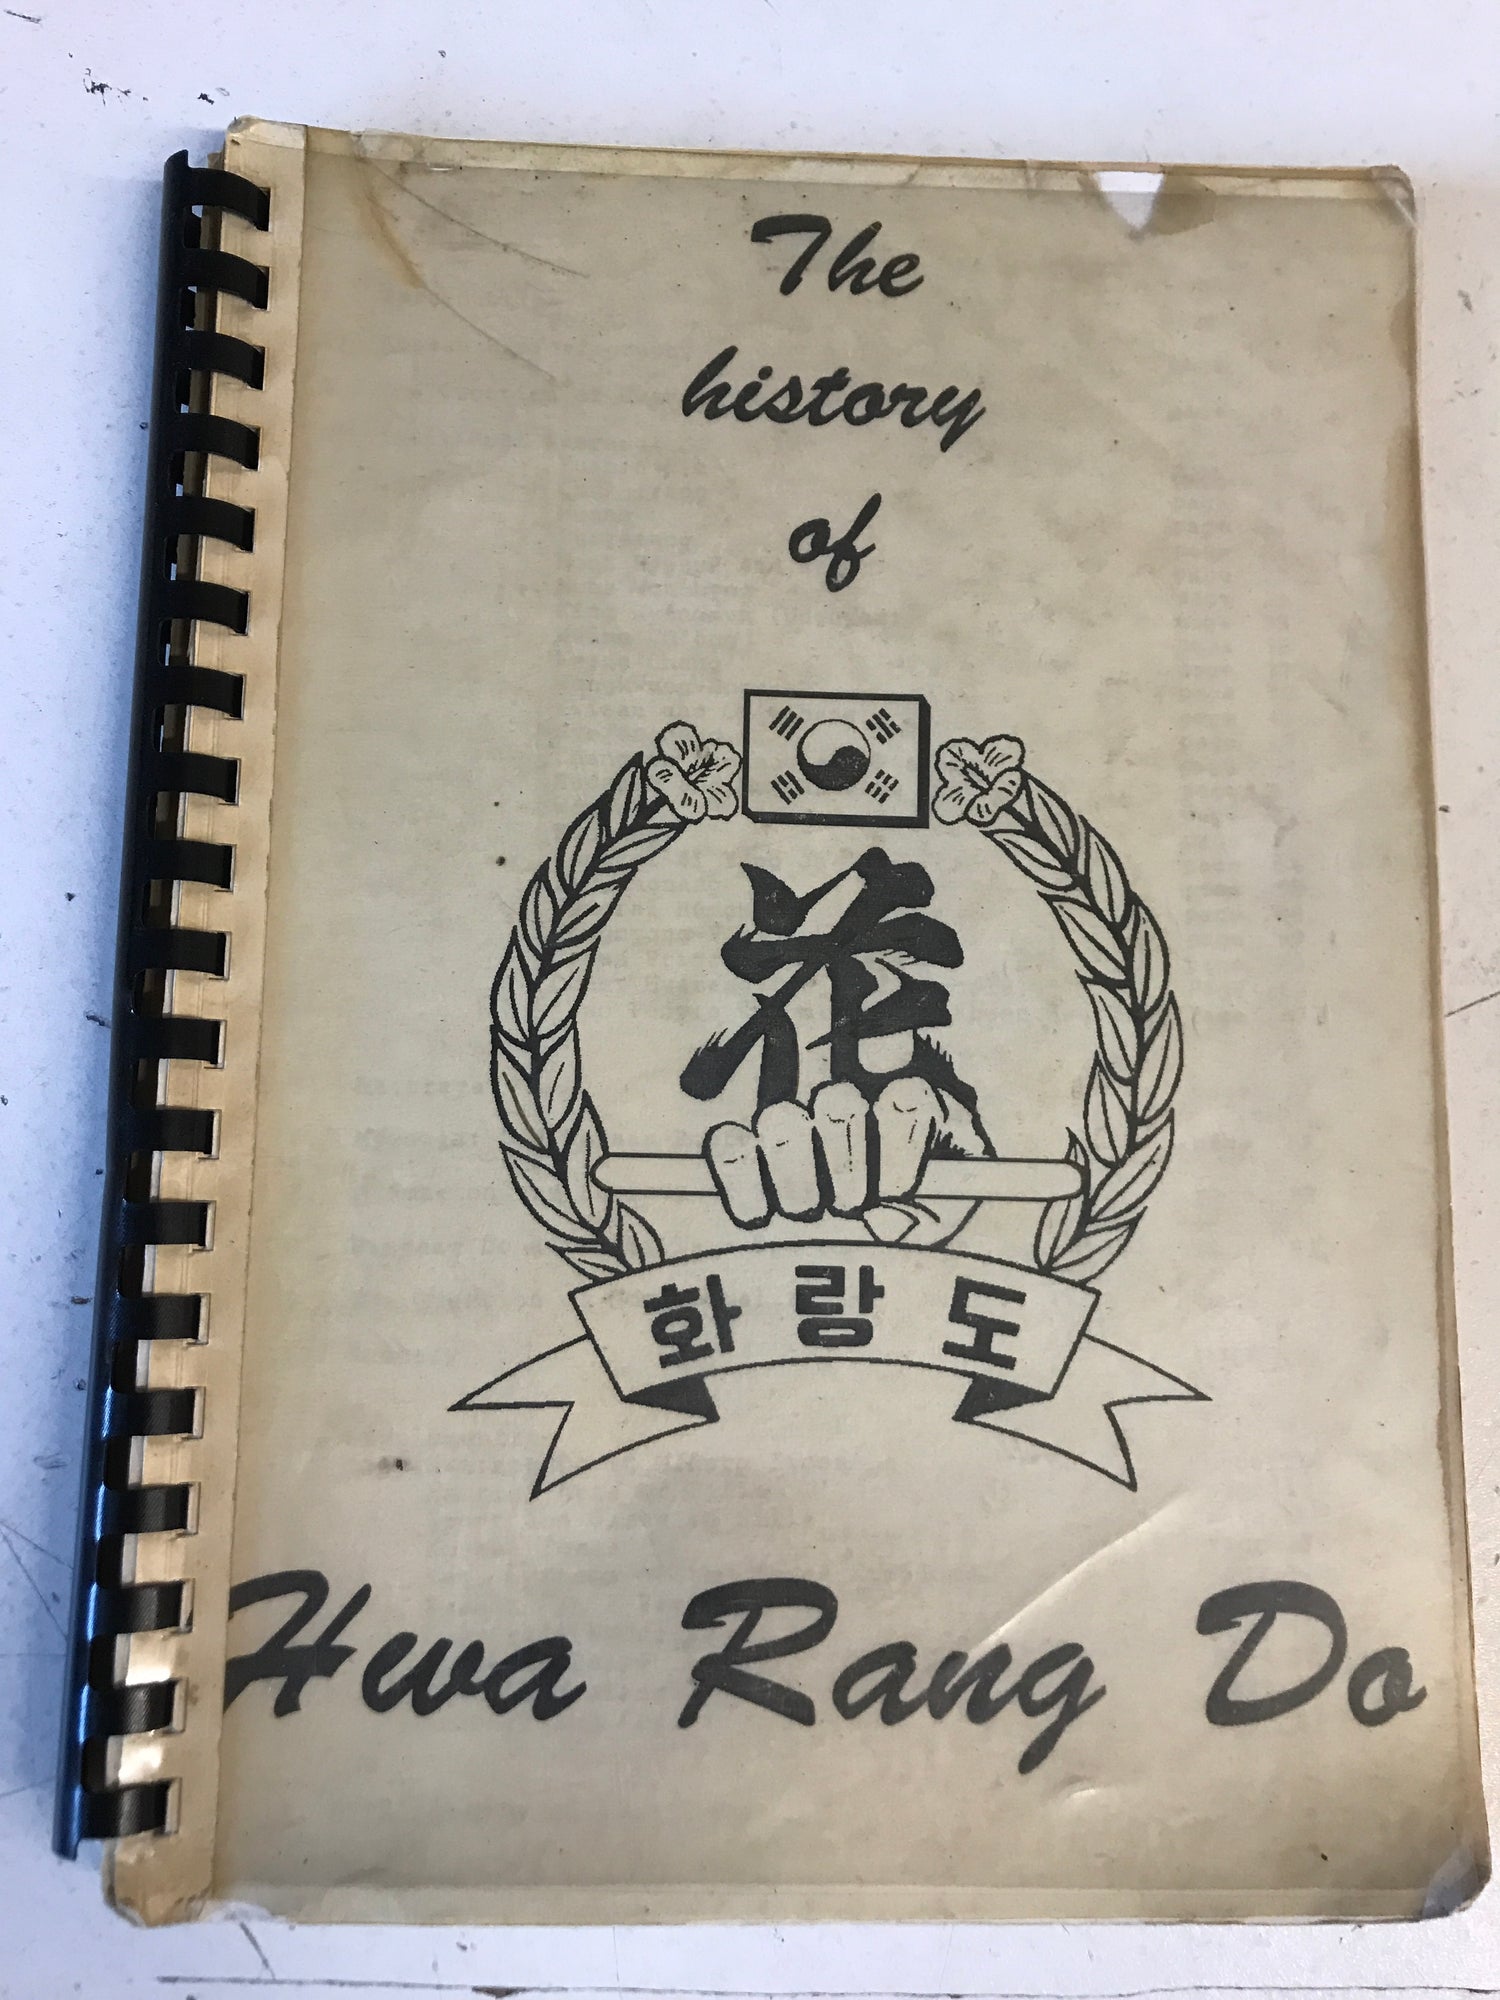 The
history
of
花
화 랑 도
Hwa Rang Do